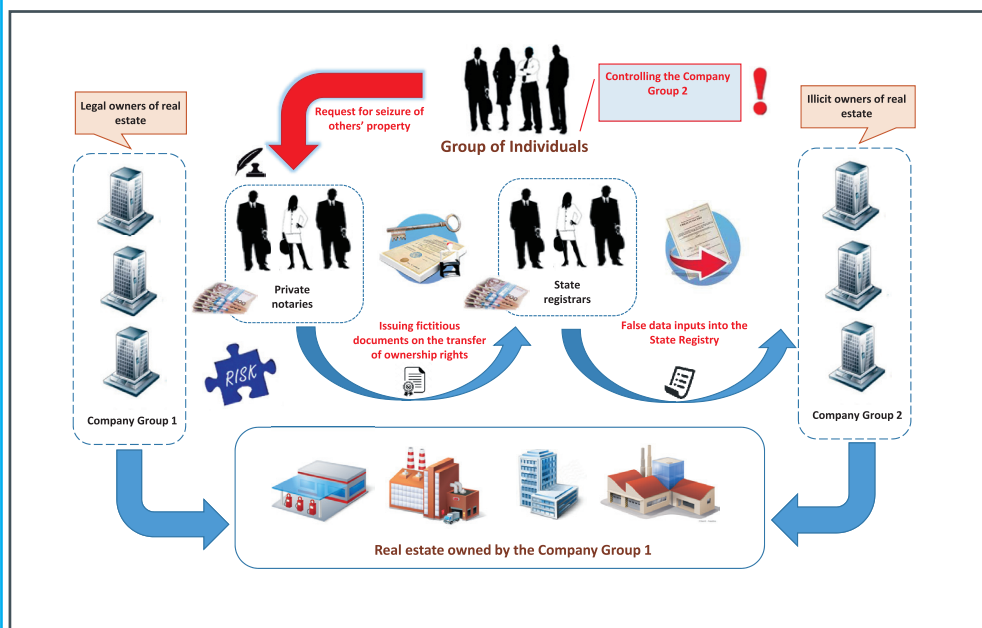 Controlling the Company
Group 2
Legal owners of real
estate
Request for seizure of
others' property
Illicit owners of real
estate
Group of Individuals
Private
notaries
State
registrars
Issuing fictitious
documents on the transfer
of ownership rights
False data inputs into the
State Registry
RISK
Company Group 1
Company Group 2
Real estate owned by the Company Group 1